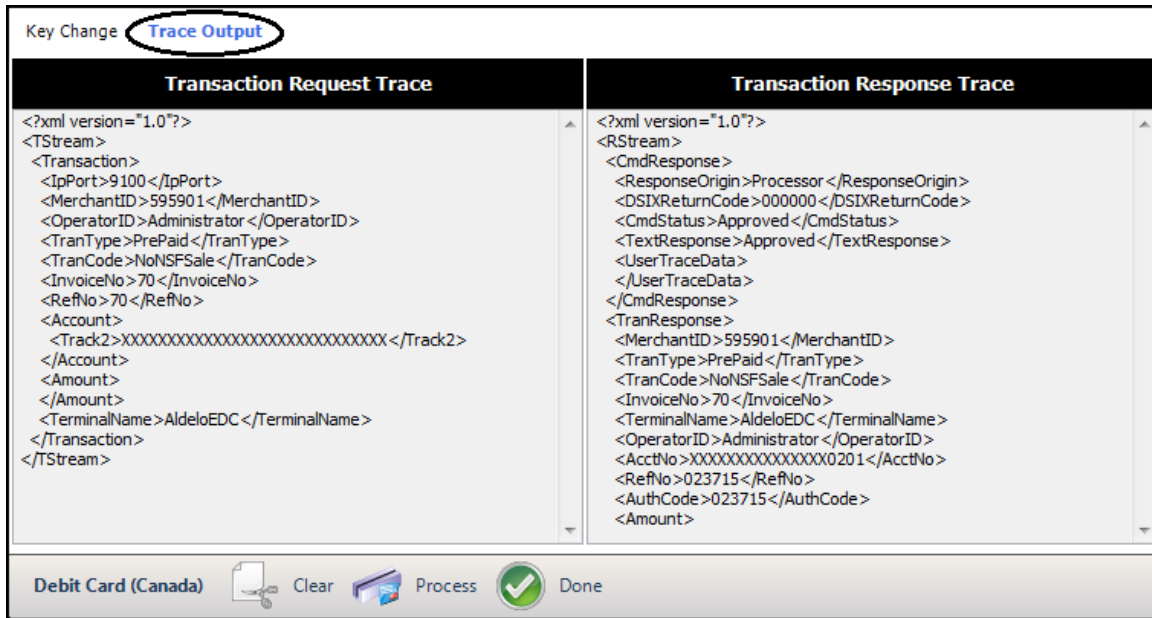 Key Change Trace Output
Transaction Request Trace
<?xml version="1.0"?>
<TStream>
<Transaction>
<IpPort>9100</IpPort>
<MerchantID>595901</MerchantID>
<OperatorID>Administrator</OperatorID>
<TranType>PrePaid</TranType>
<TranCode>NoNSFSale</TranCode>
<InvoiceNo>70</InvoiceNo>
<RefNo>70</RefNo>
<Account>
<Track2>XXXXXXXXXXXXXXXXXXXXXXXXXXXXX</Track2>
</Account>
<Amount>
</Amount>
<TerminalName>AldeloEDC</TerminalName>
</Transaction>
</TStream>
Transaction Response Trace
<?xml version="1.0"?>
<RStream>
<CmdResponse>
<ResponseOrigin>Processor</ResponseOrigin>
<DSIXReturnCode>000000</DSIXReturnCode>
<CmdStatus>Approved</CmdStatus>
<TextResponse>Approved</TextResponse>
<UserTraceData>
</UserTraceData>
</CmdResponse>
<TranResponse>
<MerchantID>595901</MerchantID>
<TranType>PrePaid</TranType>
<TranCode>NoNSFSale</TranCode>
<InvoiceNo>70</InvoiceNo>
<TerminalName>AldeloEDC</TerminalName>
<OperatorID>Administrator</OperatorID>
<AcctNo>XXXXXXXXXXXXXXX0201</AcctNo>
<RefNo>023715</RefNo>
<AuthCode>023715</AuthCode>
<Amount>
Debit Card (Canada) Clear Process Done